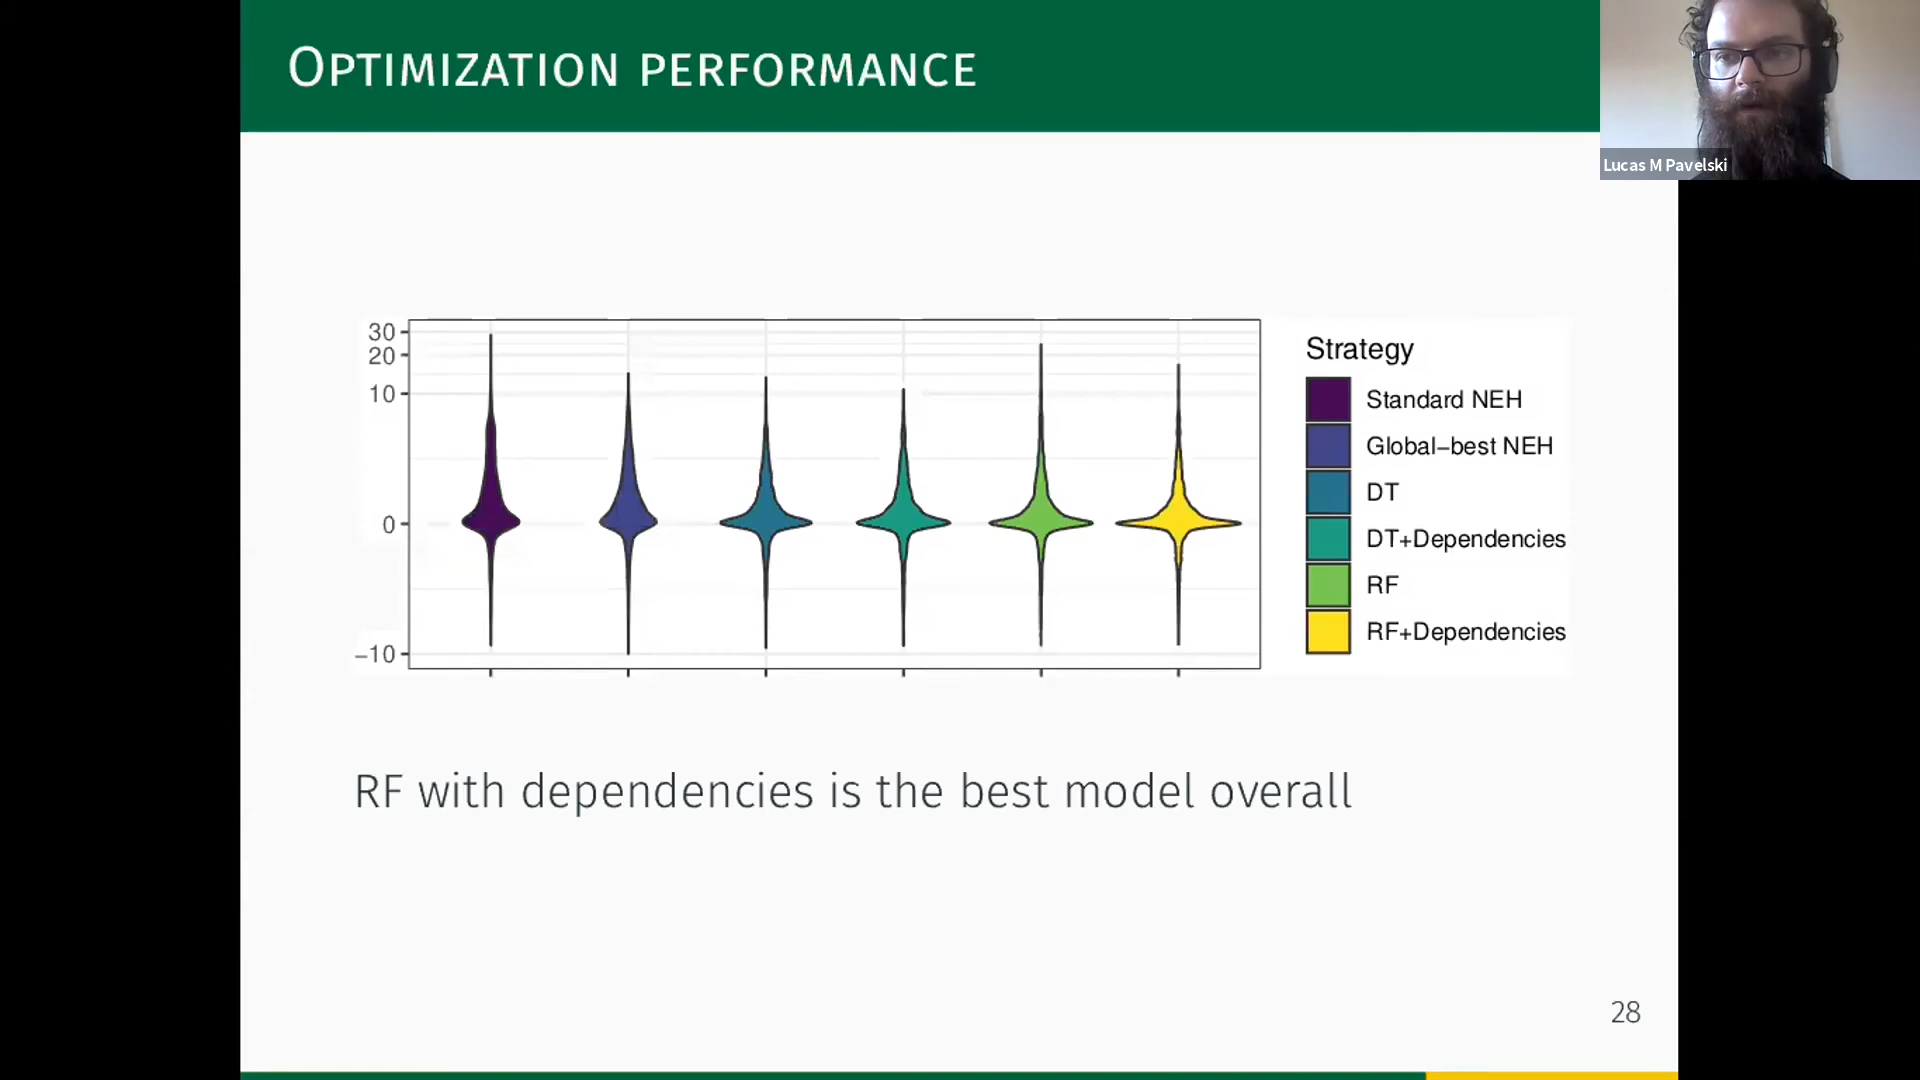 OPTIMIZATION PERFORMANCE
Lucas M Pavelski
30
20
10
0
−10
Strategy
Standard NEH
Global−best NEH
DT
DT+Dependencies
RF
RF+Dependencies
RF with dependencies is the best model overall
28